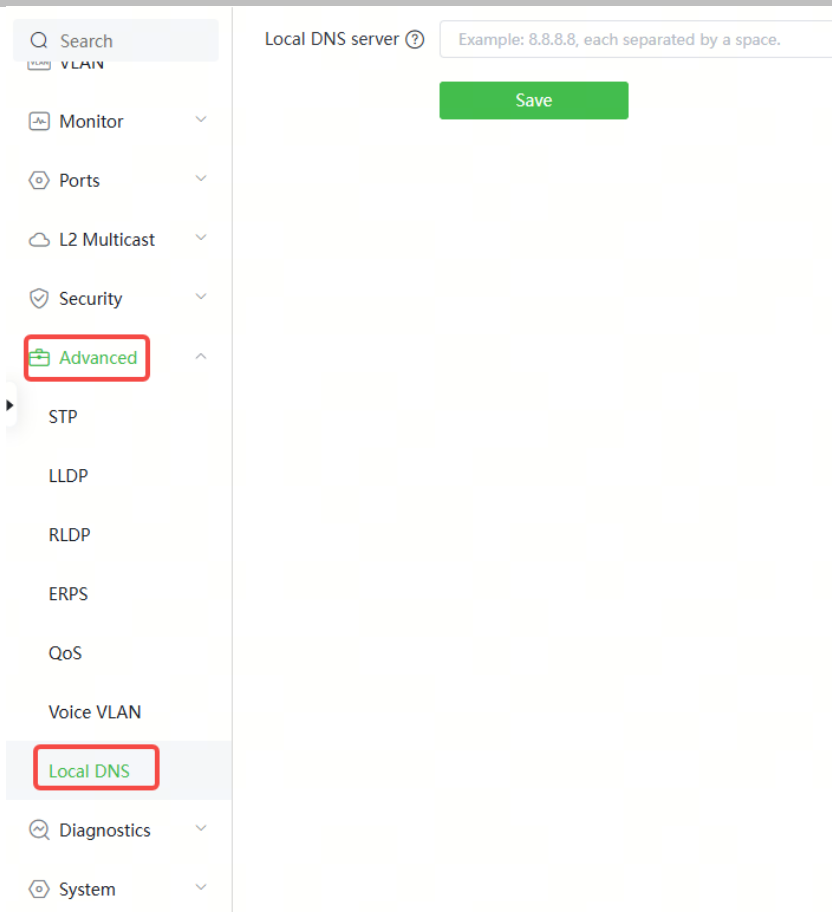 Search
VLAN
Monitor
Ports
L2 Multicast
Security
Advanced
STP
LLDP
RLDP
ERPS
QoS
Voice VLAN
Local DNS
Diagnostics
System
Local DNS server ? Example: 8.8.8.8, each separated by a space.
Save